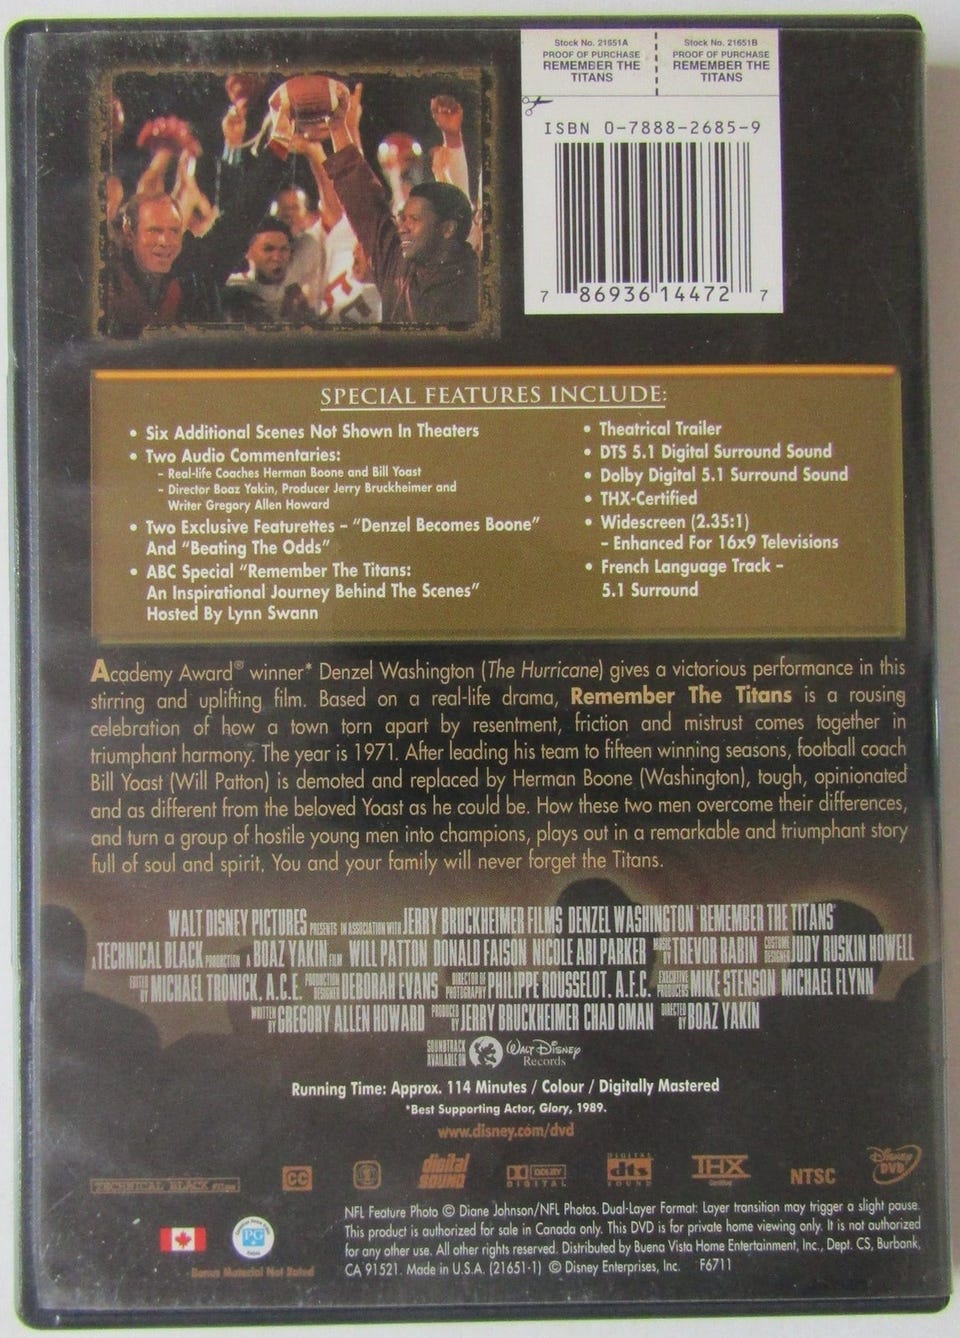 Stock No. 21651A
PROOF OF PURCHASE
REMEMBER THE
TITANS
Stock No. 21651B
PROOF OF PURCHASE
REMEMBER THE
TITANS
ISBN 0-7888-2685-9
7 86936 14472 7
SPECIAL FEATURES INCLUDE:
• Six Additional Scenes Not Shown In Theaters
• Two Audio Commentaries:
– Real-life Coaches Herman Boone and Bill Yoast
– Director Boaz Yakin, Producer Jerry Bruckheimer and
Writer Gregory Allen Howard
• Two Exclusive Featurettes – “Denzel Becomes Boone”
And “Beating The Odds”
• ABC Special “Remember The Titans:
An Inspirational Journey Behind The Scenes”
Hosted By Lynn Swann
• Theatrical Trailer
• DTS 5.1 Digital Surround Sound
• Dolby Digital 5.1 Surround Sound
• THX-Certified
• Widescreen (2.35:1)
– Enhanced For 16x9 Televisions
• French Language Track –
5.1 Surround
Academy Award® winner* Denzel Washington (The Hurricane) gives a victorious performance in this
stirring and uplifting film. Based on a real-life drama, Remember The Titans is a rousing
celebration of how a town torn apart by resentment, friction and mistrust comes together in
triumphant harmony. The year is 1971. After leading his team to fifteen winning seasons, football coach
Bill Yoast (Will Patton) is demoted and replaced by Herman Boone (Washington), tough, opinionated
and as different from the beloved Yoast as he could be. How these two men overcome their differences,
and turn a group of hostile young men into champions, plays out in a remarkable and triumphant story
full of soul and spirit. You and your family will never forget the Titans.
WALT DISNEY PICTURES PRESENTS IN ASSOCIATION WITH JERRY BRUCKHEIMER FILMS DENZEL WASHINGTON "REMEMBER THE TITANS"
A TECHNICAL BLACK PRODUCTION A BOAZ YAKIN FILM WILL PATTON DONALD FAISON NICOLE ARI PARKER MUSIC BY TREVOR RABIN COSTUME DESIGNER JUDY RUSKIN HOWELL
EDITED BY MICHAEL TRONICK, A.C.E. PRODUCTION DESIGNER DEBORAH EVANS DIRECTOR OF PHOTOGRAPHY PHILIPPE ROUSSELOT, A.F.C. EXECUTIVE PRODUCERS MIKE STENSON MICHAEL FLYNN
WRITTEN BY GREGORY ALLEN HOWARD PRODUCED BY JERRY BRUCKHEIMER CHAD OMAN DIRECTED BY BOAZ YAKIN
SOUNDTRACK AVAILABLE ON WALT DISNEY Records
Running Time: Approx. 114 Minutes / Colour / Digitally Mastered
*Best Supporting Actor, Glory, 1989.
www.disney.com/dvd
TECHNICAL BLACK films CC digital SOUND DOLBY DIGITAL DIGITAL dts SOUND THX Certified NTSC Disney DVD
NFL Feature Photo © Diane Johnson/NFL Photos. Dual-Layer Format: Layer transition may trigger a slight pause.
This product is authorized for sale in Canada only. This DVD is for private home viewing only. It is not authorized
for any other use. All other rights reserved. Distributed by Buena Vista Home Entertainment, Inc., Dept. CS, Burbank,
CA 91521. Made in U.S.A. (21651-1) © Disney Enterprises, Inc. F6711
PG
Bonus Material Not Rated